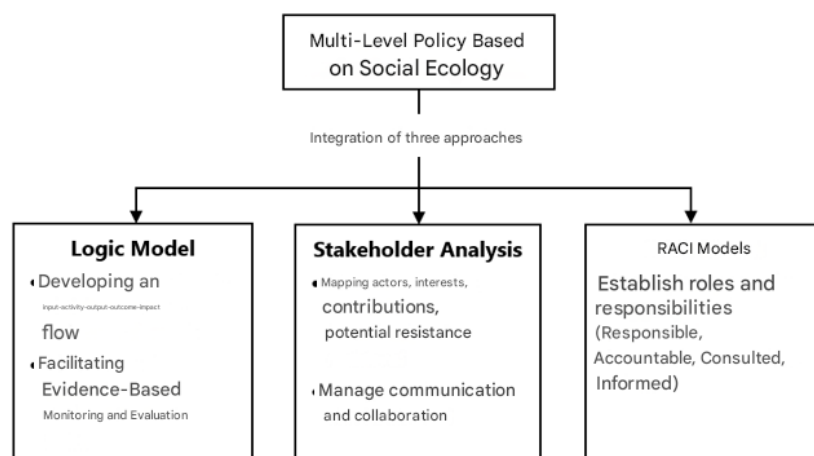 Multi-Level Policy Based
on Social Ecology
Integration of three approaches
Logic Model
Developing an
input-activity-output-outcome-impact
flow
Facilitating
Evidence-Based
Monitoring and Evaluation
Stakeholder Analysis
Mapping actors, interests,
contributions,
potential resistance
Manage communication
and collaboration
RACI Models
Establish roles and
responsibilities
(Responsible,
Accountable, Consulted,
Informed)